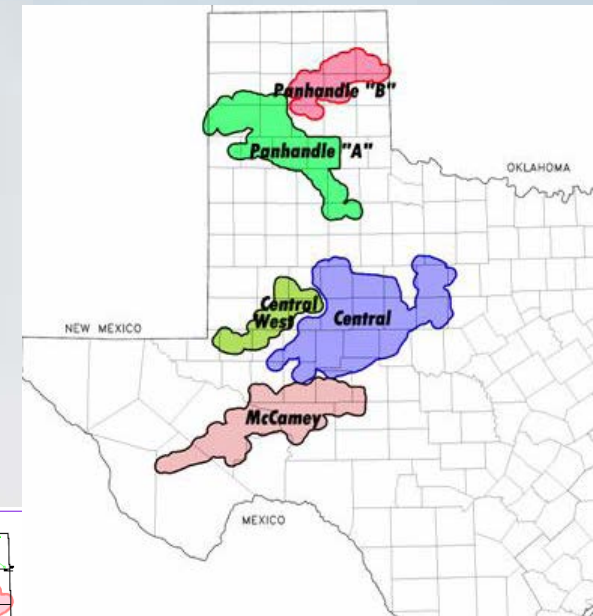 Panhandle "B"
Panhandle "A"
OKLAHOMA
Central
West
Central
NEW MEXICO
McCamey
MEXICO